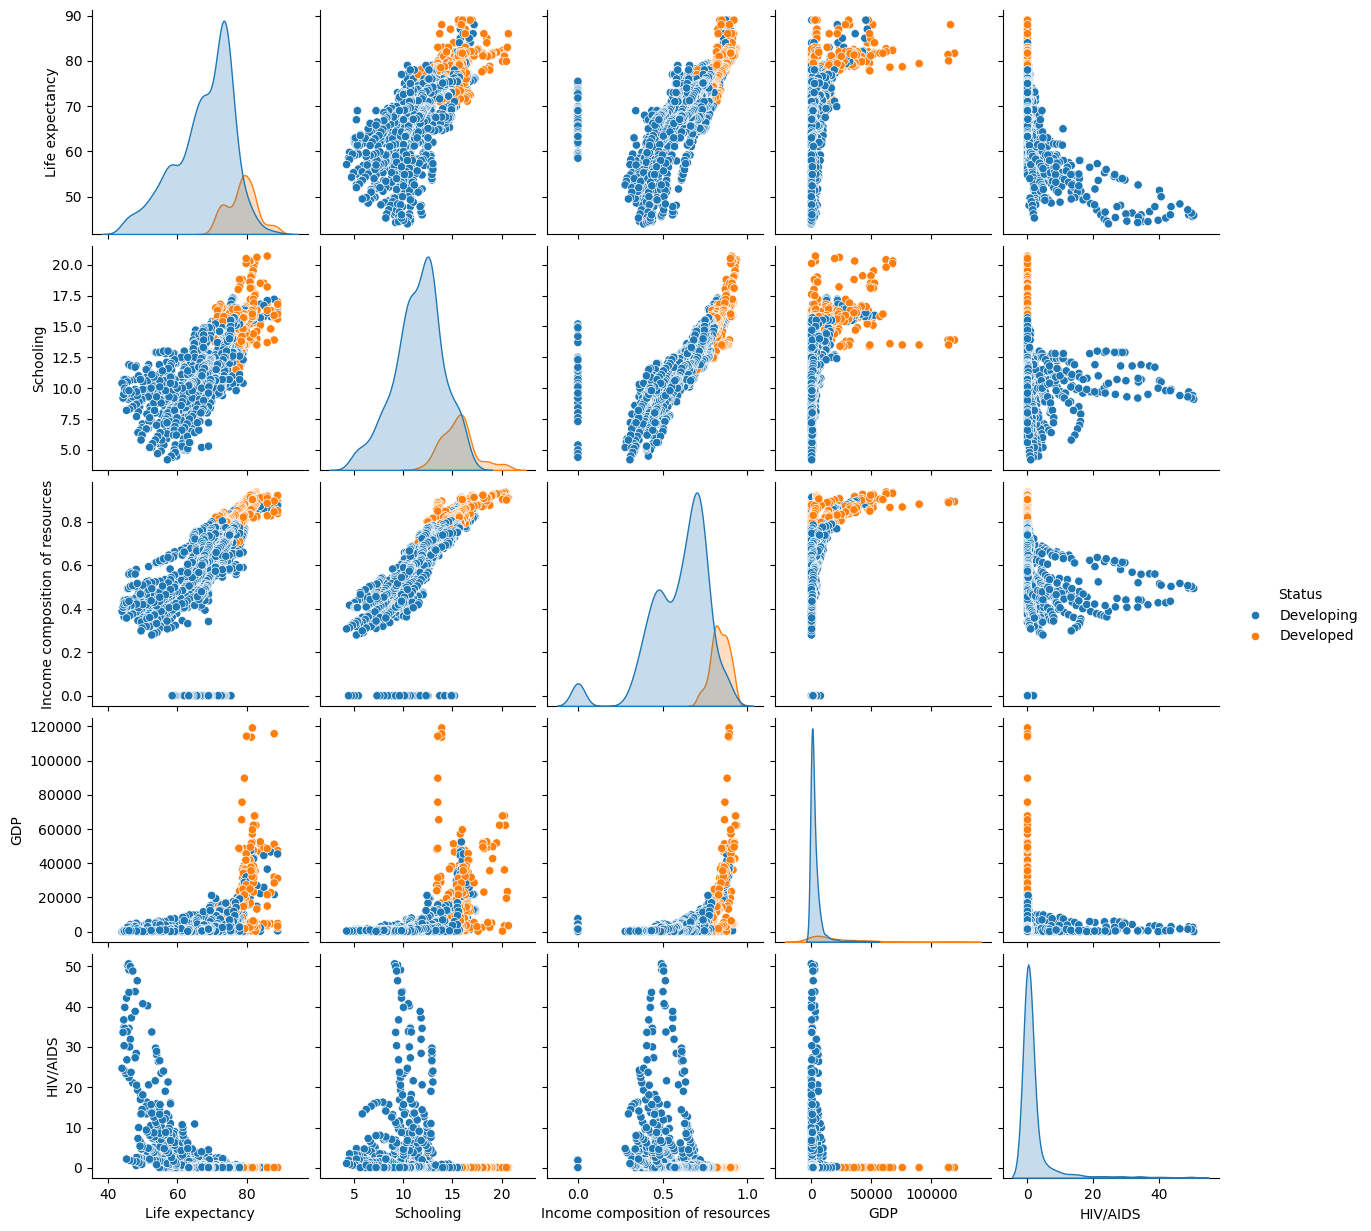 90
80
70
60
50
Life expectancy
20.0
17.5
15.0
12.5
10.0
7.5
5.0
Schooling
0.8
0.6
0.4
0.2
0.0
Income composition of resources
Status
Developing
Developed
120000
100000
80000
60000
40000
20000
0
GDP
50
40
30
20
10
0
HIV/AIDS
40 60 80
5 10 15 20
0.0 0.5 1.0
0 50000 100000
0 20 40
Life expectancy
Schooling
Income composition of resources
GDP
HIV/AIDS